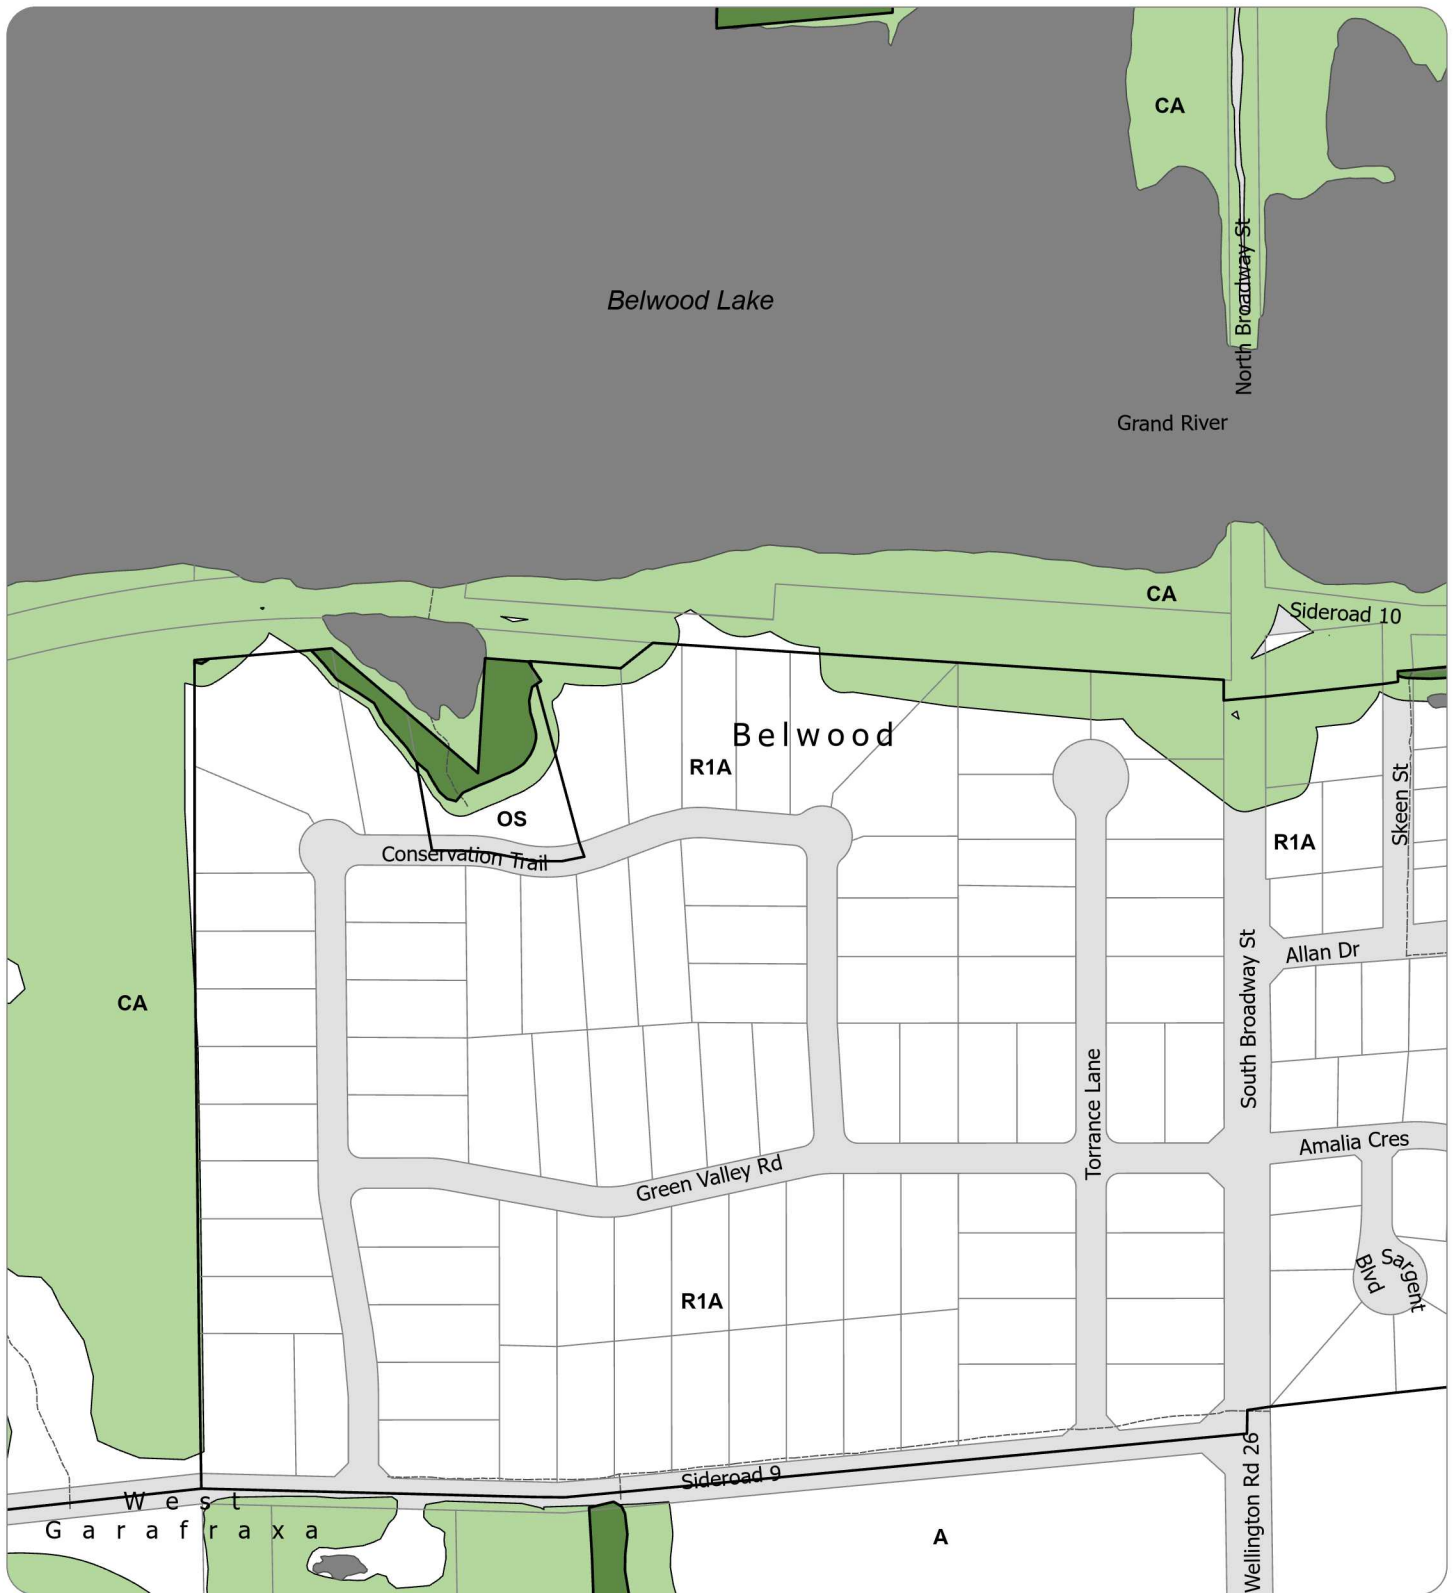 CA
North Broadway St
Belwood Lake
Grand River
CA
Sideroad 10
Belwood
R1A
OS
Conservation Trail
R1A
Skeen St
Allan Dr
South Broadway St
CA
Torrance Lane
Amalia Cres
Green Valley Rd
Sargent
Blvd
R1A
Sideroad 9
Wellington Rd 26
West
Garafraxa
A